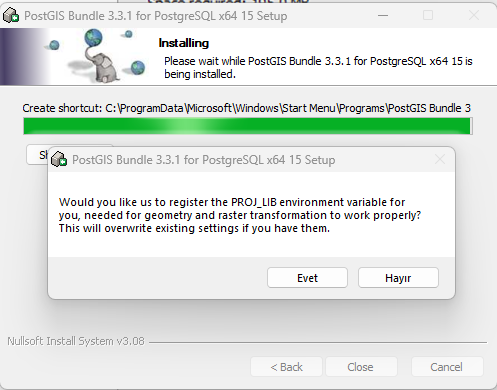 PostGIS Bundle 3.3.1 for PostgreSQL x64 15 Setup
Installing
Please wait while PostGIS Bundle 3.3.1 for PostgreSQL x64 15 is
being installed.
Create shortcut: C:\ProgramData\Microsoft\Windows\Start Menu\Programs\PostGIS Bundle 3
PostGIS Bundle 3.3.1 for PostgreSQL x64 15 Setup
Would you like us to register the PROJ_LIB environment variable for
you, needed for geometry and raster transformation to work properly?
This will overwrite existing settings if you have them.
Evet
Hayır
Nullsoft Install System v3.08
< Back
Close
Cancel